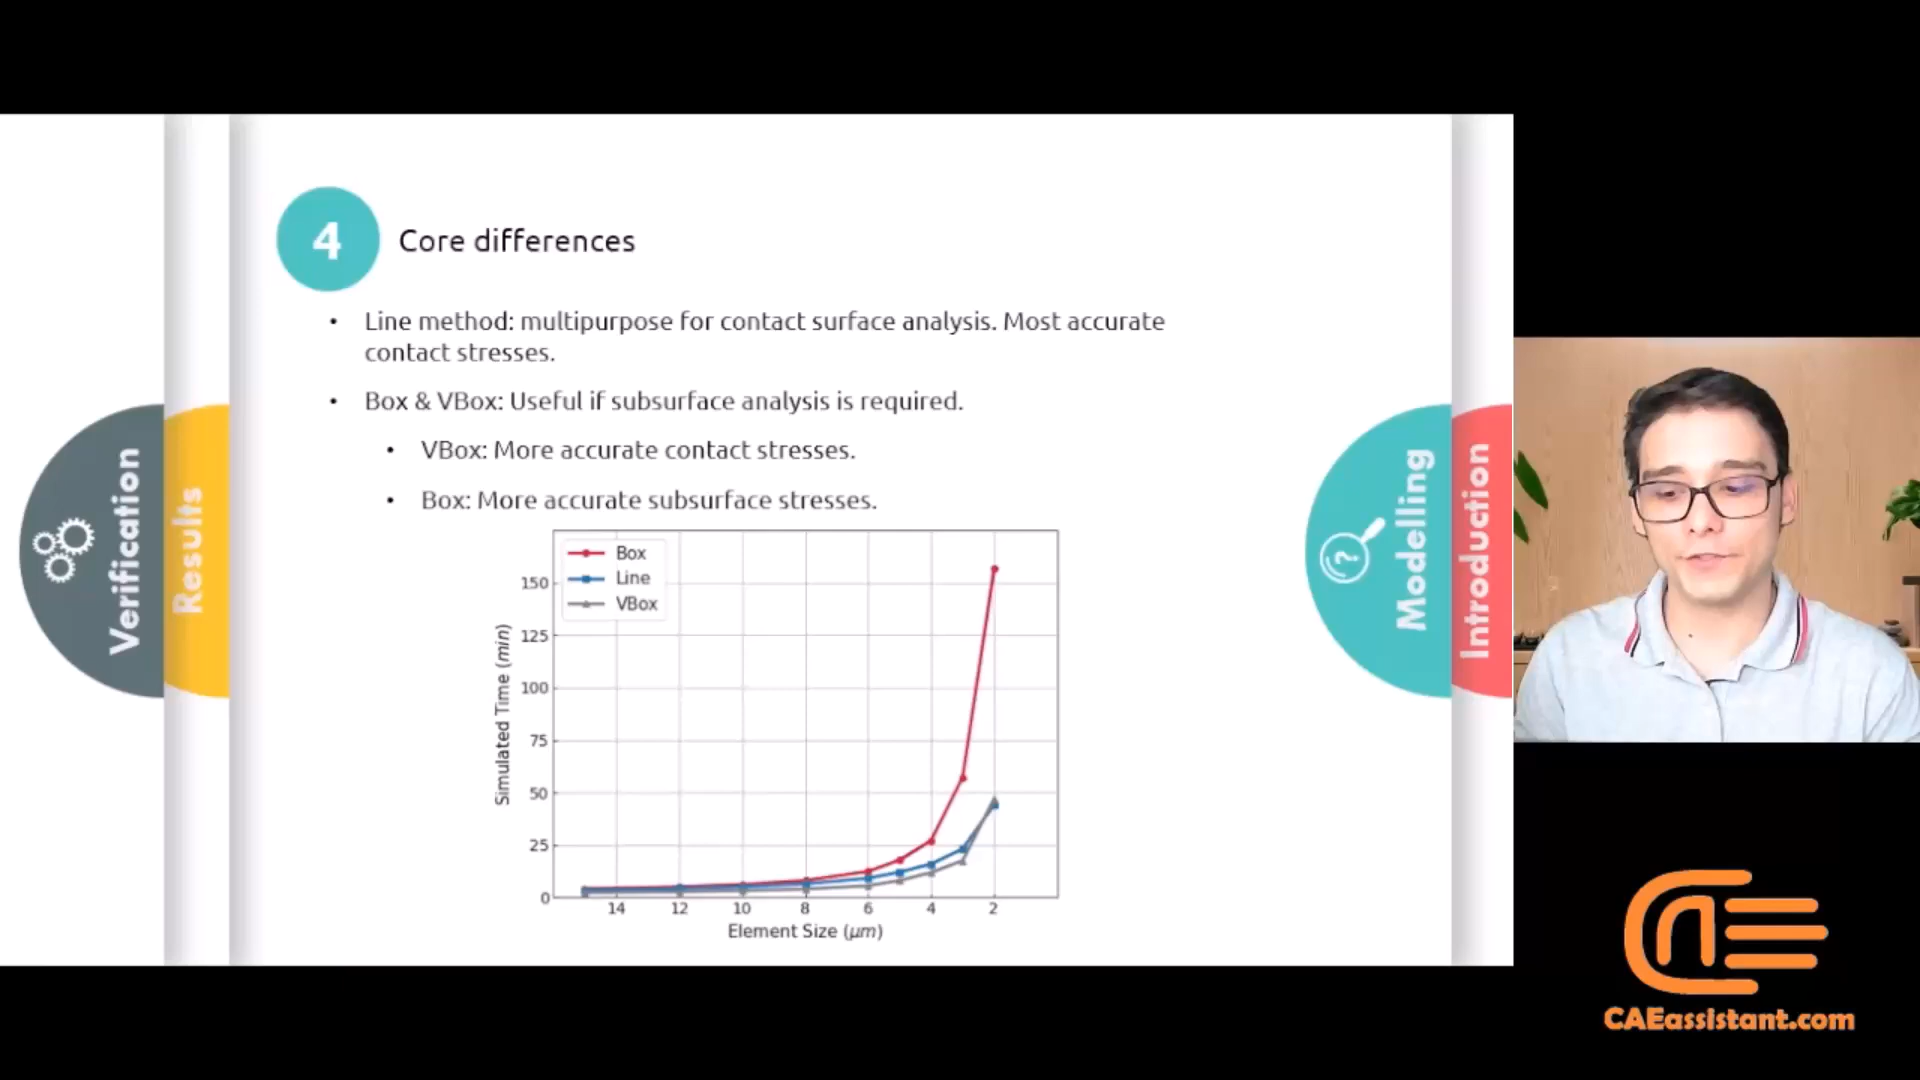 4
Core differences
• Line method: multipurpose for contact surface analysis. Most accurate
contact stresses.
• Box & VBox: Useful if subsurface analysis is required.
• VBox: More accurate contact stresses.
• Box: More accurate subsurface stresses.
Verification
Results
Modelling
Introduction
Box
Line
VBox
150
125
100
75
50
25
0
Simulated Time (min)
14 12 10 8 6 4 2
Element Size (μm)
CAEassistant.com